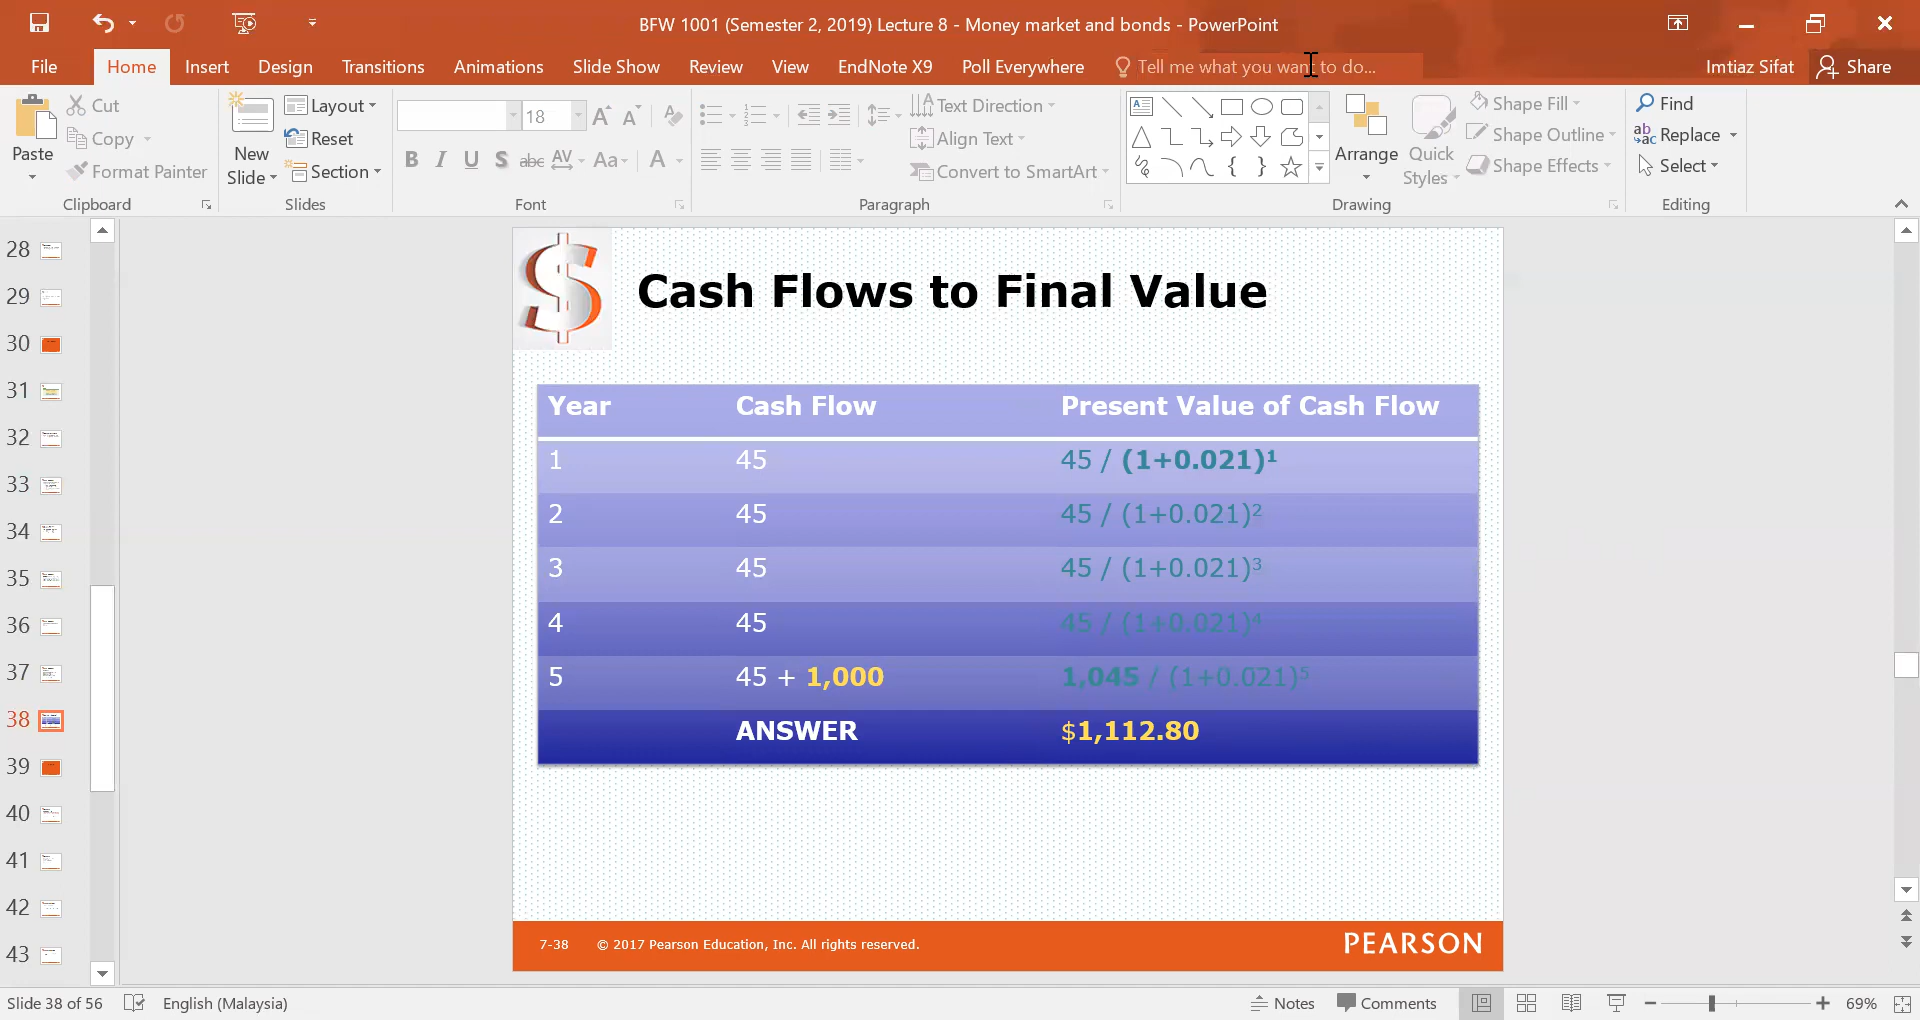 BFW 1001 (Semester 2, 2019) Lecture 8 - Money market and bonds - PowerPoint
File Home Insert Design Transitions Animations Slide Show Review View EndNote X9 Poll Everywhere Tell me what you want to do... Imtiaz Sifat Share
Paste
Cut
Copy
Format Painter
Clipboard
New Slide
Layout
Reset
Section
Slides
18
B I U S abc AV Aa A
Font
Text Direction
Align Text
Convert to SmartArt
Paragraph
Arrange
Quick Styles
Shape Fill
Shape Outline
Shape Effects
Drawing
Find
Replace
Select
Editing
28
29
30
31
32
33
34
35
36
37
38
39
40
41
42
43
$ Cash Flows to Final Value
Year Cash Flow Present Value of Cash Flow
1 45 45 / (1+0.021)¹
2 45 45 / (1+0.021)²
3 45 45 / (1+0.021)³
4 45 45 / (1+0.021)⁴
5 45 + 1,000 1,045 / (1+0.021)⁵
ANSWER $1,112.80
7-38 © 2017 Pearson Education, Inc. All rights reserved. PEARSON
Slide 38 of 56 English (Malaysia) Notes Comments 69%